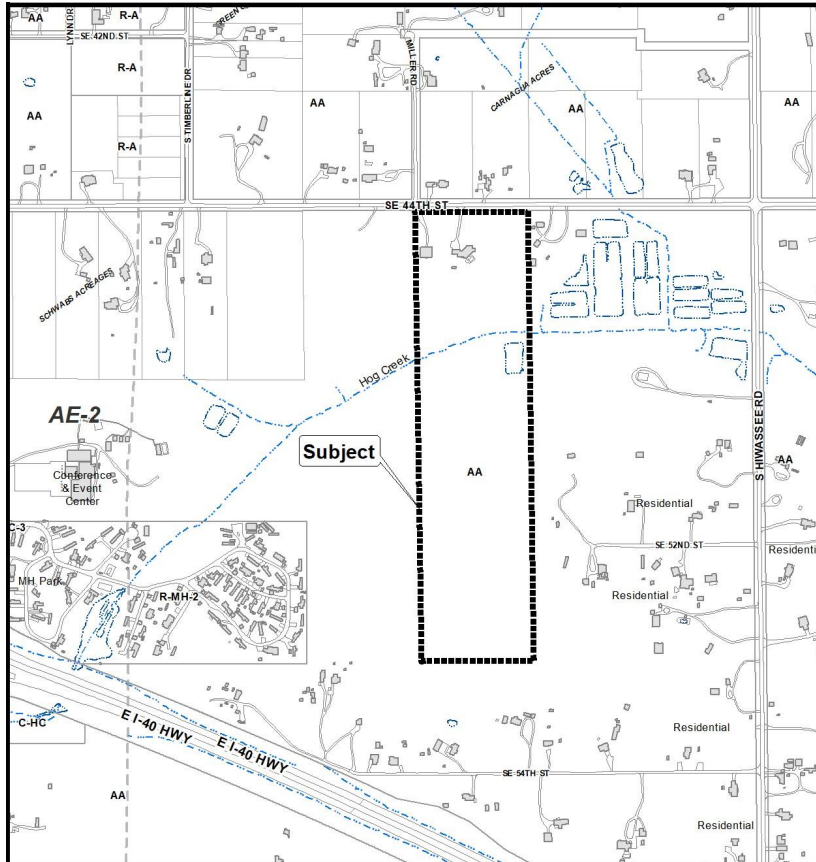 AA
LYNN DR
R-A
SE 42ND ST
R-A
AA
R-A
S TIMBERLINE DR
AA
MILLER RD
CARNAGUA ACRES
AA
AA
SE 44TH ST
SCHWABS ACREAGES
Hog Creek
AE-2
Subject
AA
S HIWASSEE RD
AA
Conference
& Event
Center
Residential
C-3
SE 52ND ST
Residenti
MH Park
R-MH-2
Residential
C-HC
E I-40 HWY
E I-40 HWY
Residential
SE 54TH ST
AA
Residential